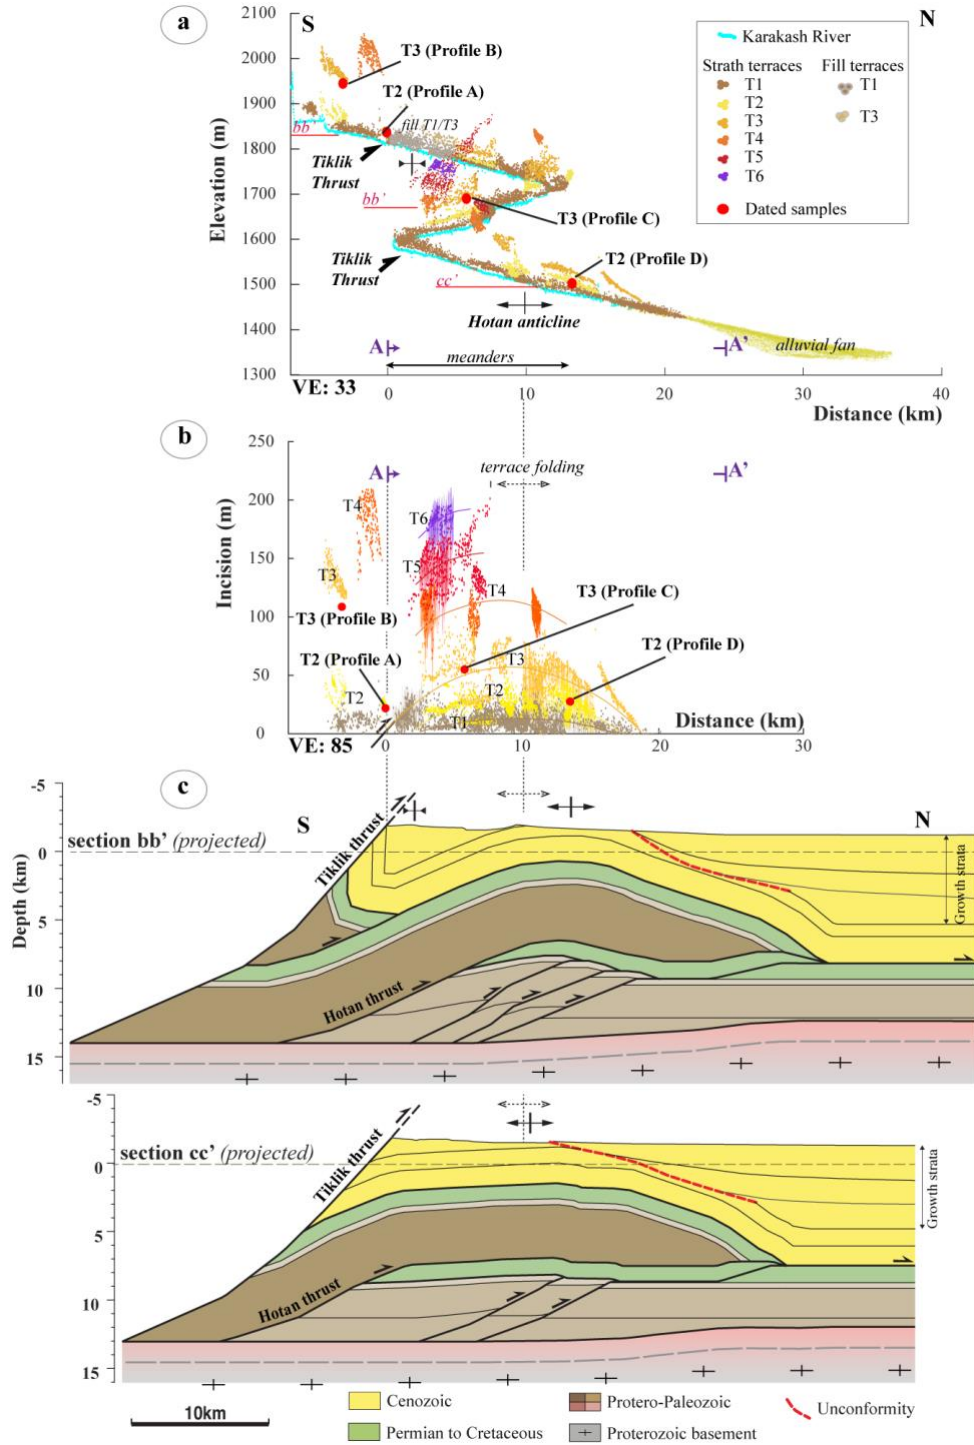 a
S
N
Elevation (m)
2100
2000
1900
1800
1700
1600
1500
1400
1300
T3 (Profile B)
T2 (Profile A)
fill T1/T3
bb'
Tiklik
Thrust
bb'
T3 (Profile C)
Tiklik
Thrust
T2 (Profile D)
cc'
Hotan anticline
A
meanders
A'
alluvial fan
VE: 33
0
10
20
30
40
Distance (km)
Karakash River
Strath terraces
Fill terraces
T1
T1
T2
T3
T3
T4
T5
T6
Dated samples
b
Incision (m)
250
200
150
100
50
0
A
terrace folding
A'
T4
T6
T3
T5
T4
T3 (Profile C)
T3 (Profile B)
T2 (Profile A)
T3
T2 (Profile D)
T2
T2
T1
Distance (km)
VE: 85
0
10
20
30
c
S
N
Depth (km)
-5
0
5
10
15
section bb' (projected)
Tiklik thrust
Growth strata
Hotan thrust
-5
0
5
10
15
section cc' (projected)
Tiklik thrust
Growth strata
Hotan thrust
10km
Cenozoic
Protero-Paleozoic
Unconformity
Permian to Cretaceous
Proterozoic basement